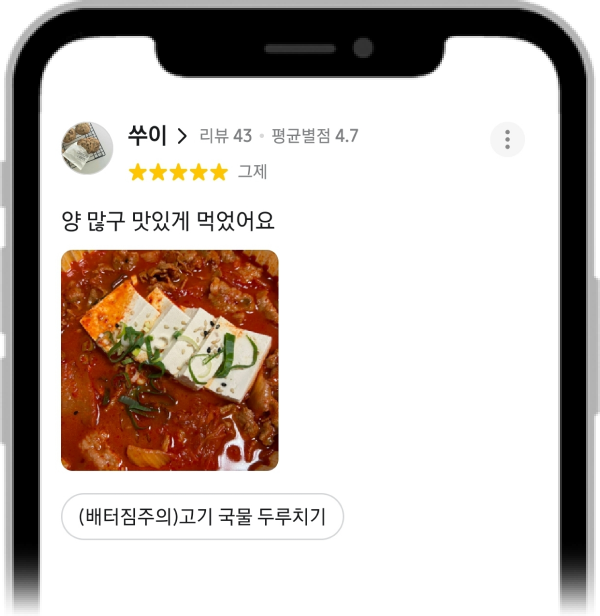 쑤이 > 리뷰 43 • 평균별점 4.7
그제
양 많구 맛있게 먹었어요
(배터짐주의)고기 국물 두루치기